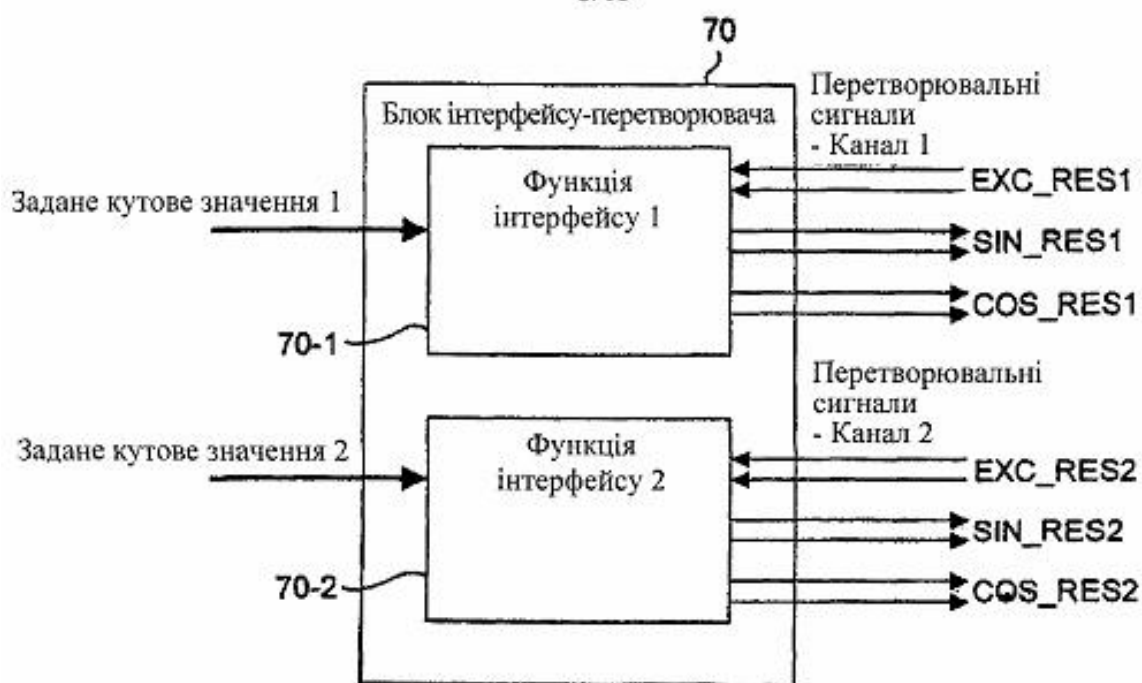 70
Блок інтерфейсу-перетворювача
Перетворювальні
сигнали
- Канал 1
Функція
інтерфейсу 1
Задане кутове значення 1
EXC_RES1
SIN_RES1
COS_RES1
70-1
Перетворювальні
сигнали
- Канал 2
Функція
інтерфейсу 2
Задане кутове значення 2
EXC_RES2
SIN_RES2
COS_RES2
70-2